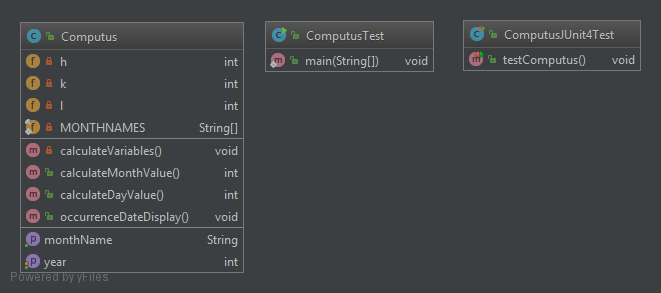 Computus
h int
k int
l int
MONTHNAMES String[]
calculateVariables() void
calculateMonthValue() int
calculateDayValue() int
occurrenceDateDisplay() void
monthName String
year int
ComputusTest
main(String[]) void
ComputusJUnit4Test
testComputus() void
Powered by yFiles